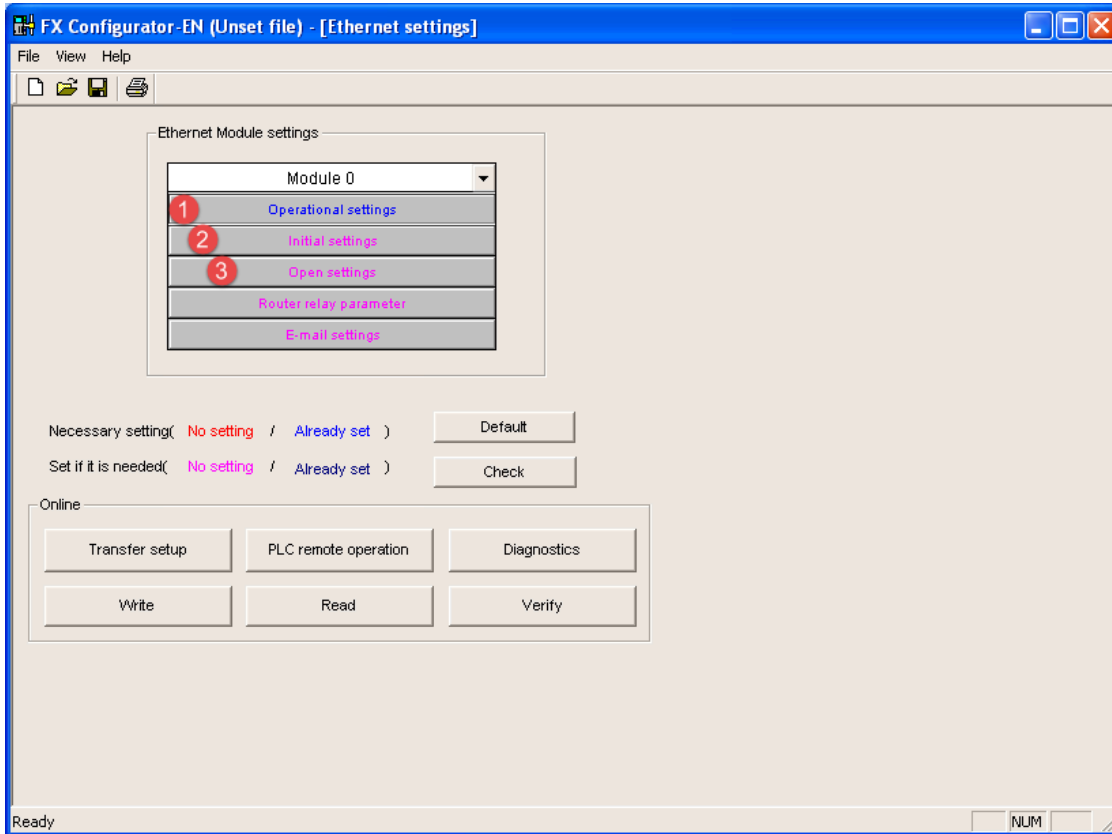 FX Configurator-EN (Unset file) - [Ethernet settings]
File View Help
Ethernet Module settings
Module 0
1 Operational settings
2 Initial settings
3 Open settings
Router relay parameter
E-mail settings
Necessary setting( No setting / Already set ) Default
Set if it is needed( No setting / Already set ) Check
Online
Transfer setup PLC remote operation Diagnostics
Write Read Verify
Ready NUM